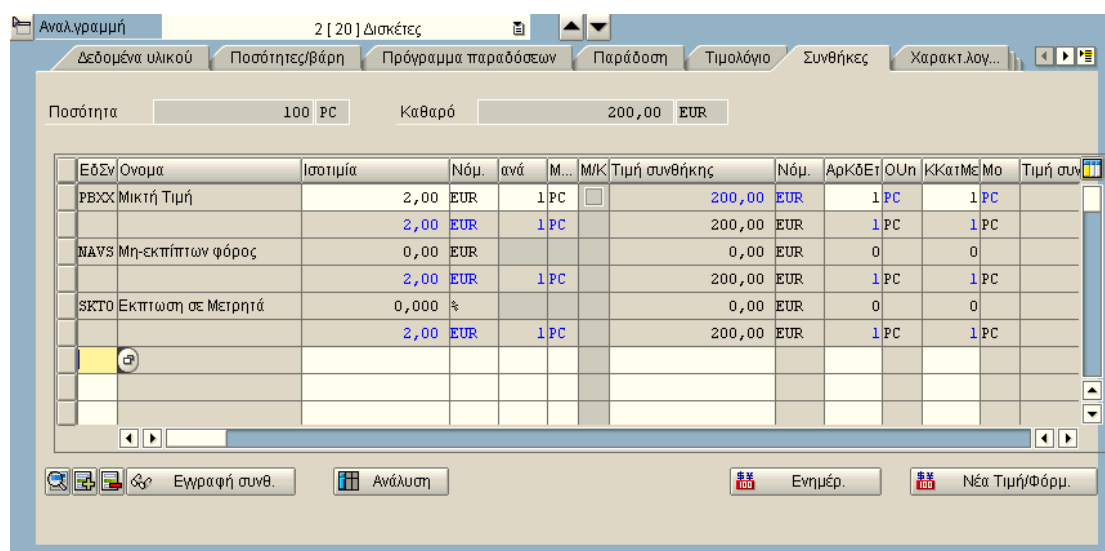 Αναλ.γραμμή 2 [ 20 ] Δισκέτες
Δεδομένα υλικού Ποσότητες/βάρη Πρόγραμμα παραδόσεων Παράδοση Τιμολόγιο Συνθήκες Χαρακτ.λογ...
Ποσότητα 100 PC Καθαρό 200,00 EUR
ΕδΣν Ονομα Ισοτιμία Νόμ. ανά Μ... Μ/Κ Τιμή συνθήκης Νόμ. ΑρΚδΕτ OUn ΚΚατΜε Μο Τιμή συν
PBXX Μικτή Τιμή 2,00 EUR 1 PC 200,00 EUR 1 PC 1 PC
2,00 EUR 1 PC 200,00 EUR 1 PC 1 PC
NAVS Μη-εκπίπτων φόρος 0,00 EUR 0,00 EUR 0 0
2,00 EUR 1 PC 200,00 EUR 1 PC 1 PC
SKTO Εκπτωση σε Μετρητά 0,000 % 0,00 EUR 0 0
2,00 EUR 1 PC 200,00 EUR 1 PC 1 PC
Εγγραφή συνθ. Ανάλυση Ενημέρ. Νέα Τιμή/Φόρμ.